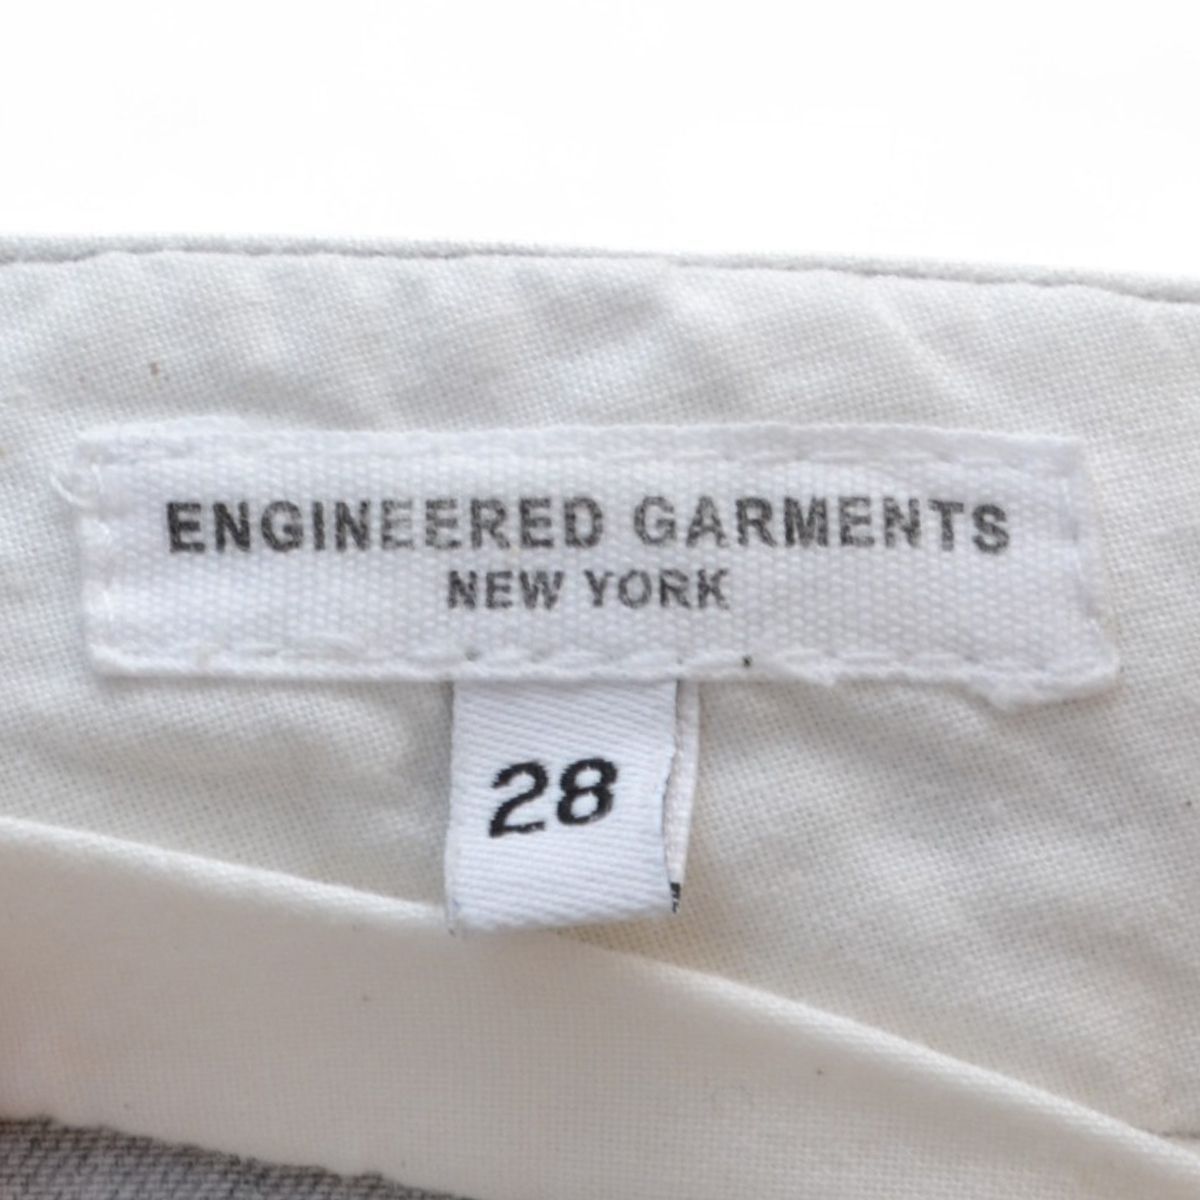 ENGINEERED GARMENTS
NEW YORK
28